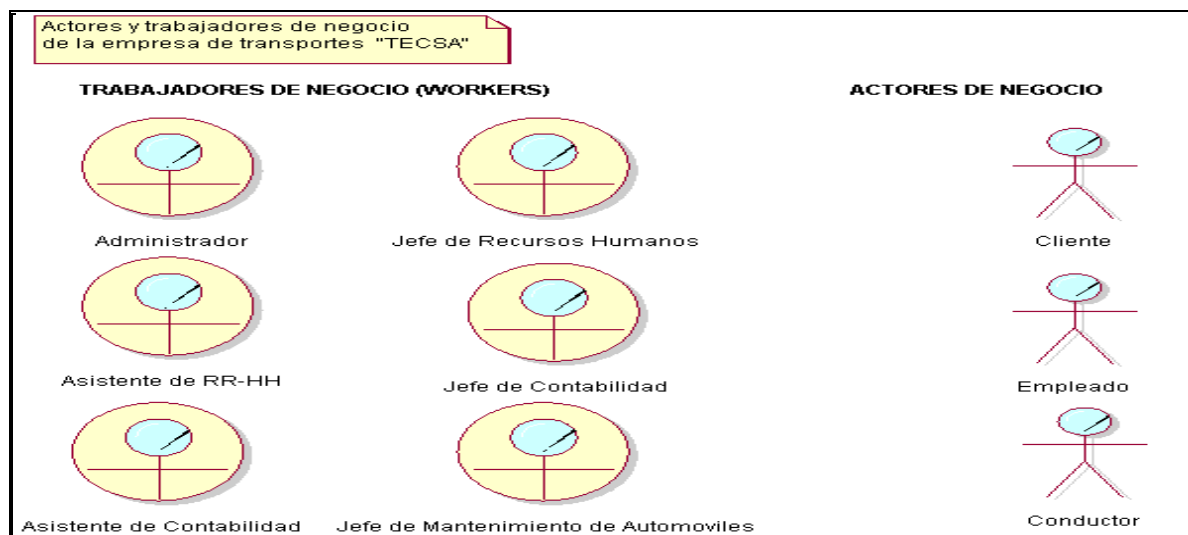 Actores y trabajadores de negocio
de la empresa de transportes "TECSA"
TRABAJADORES DE NEGOCIO (WORKERS)
ACTORES DE NEGOCIO
Administrador
Jefe de Recursos Humanos
Cliente
Asistente de RR-HH
Jefe de Contabilidad
Empleado
Asistente de Contabilidad
Jefe de Mantenimiento de Automoviles
Conductor